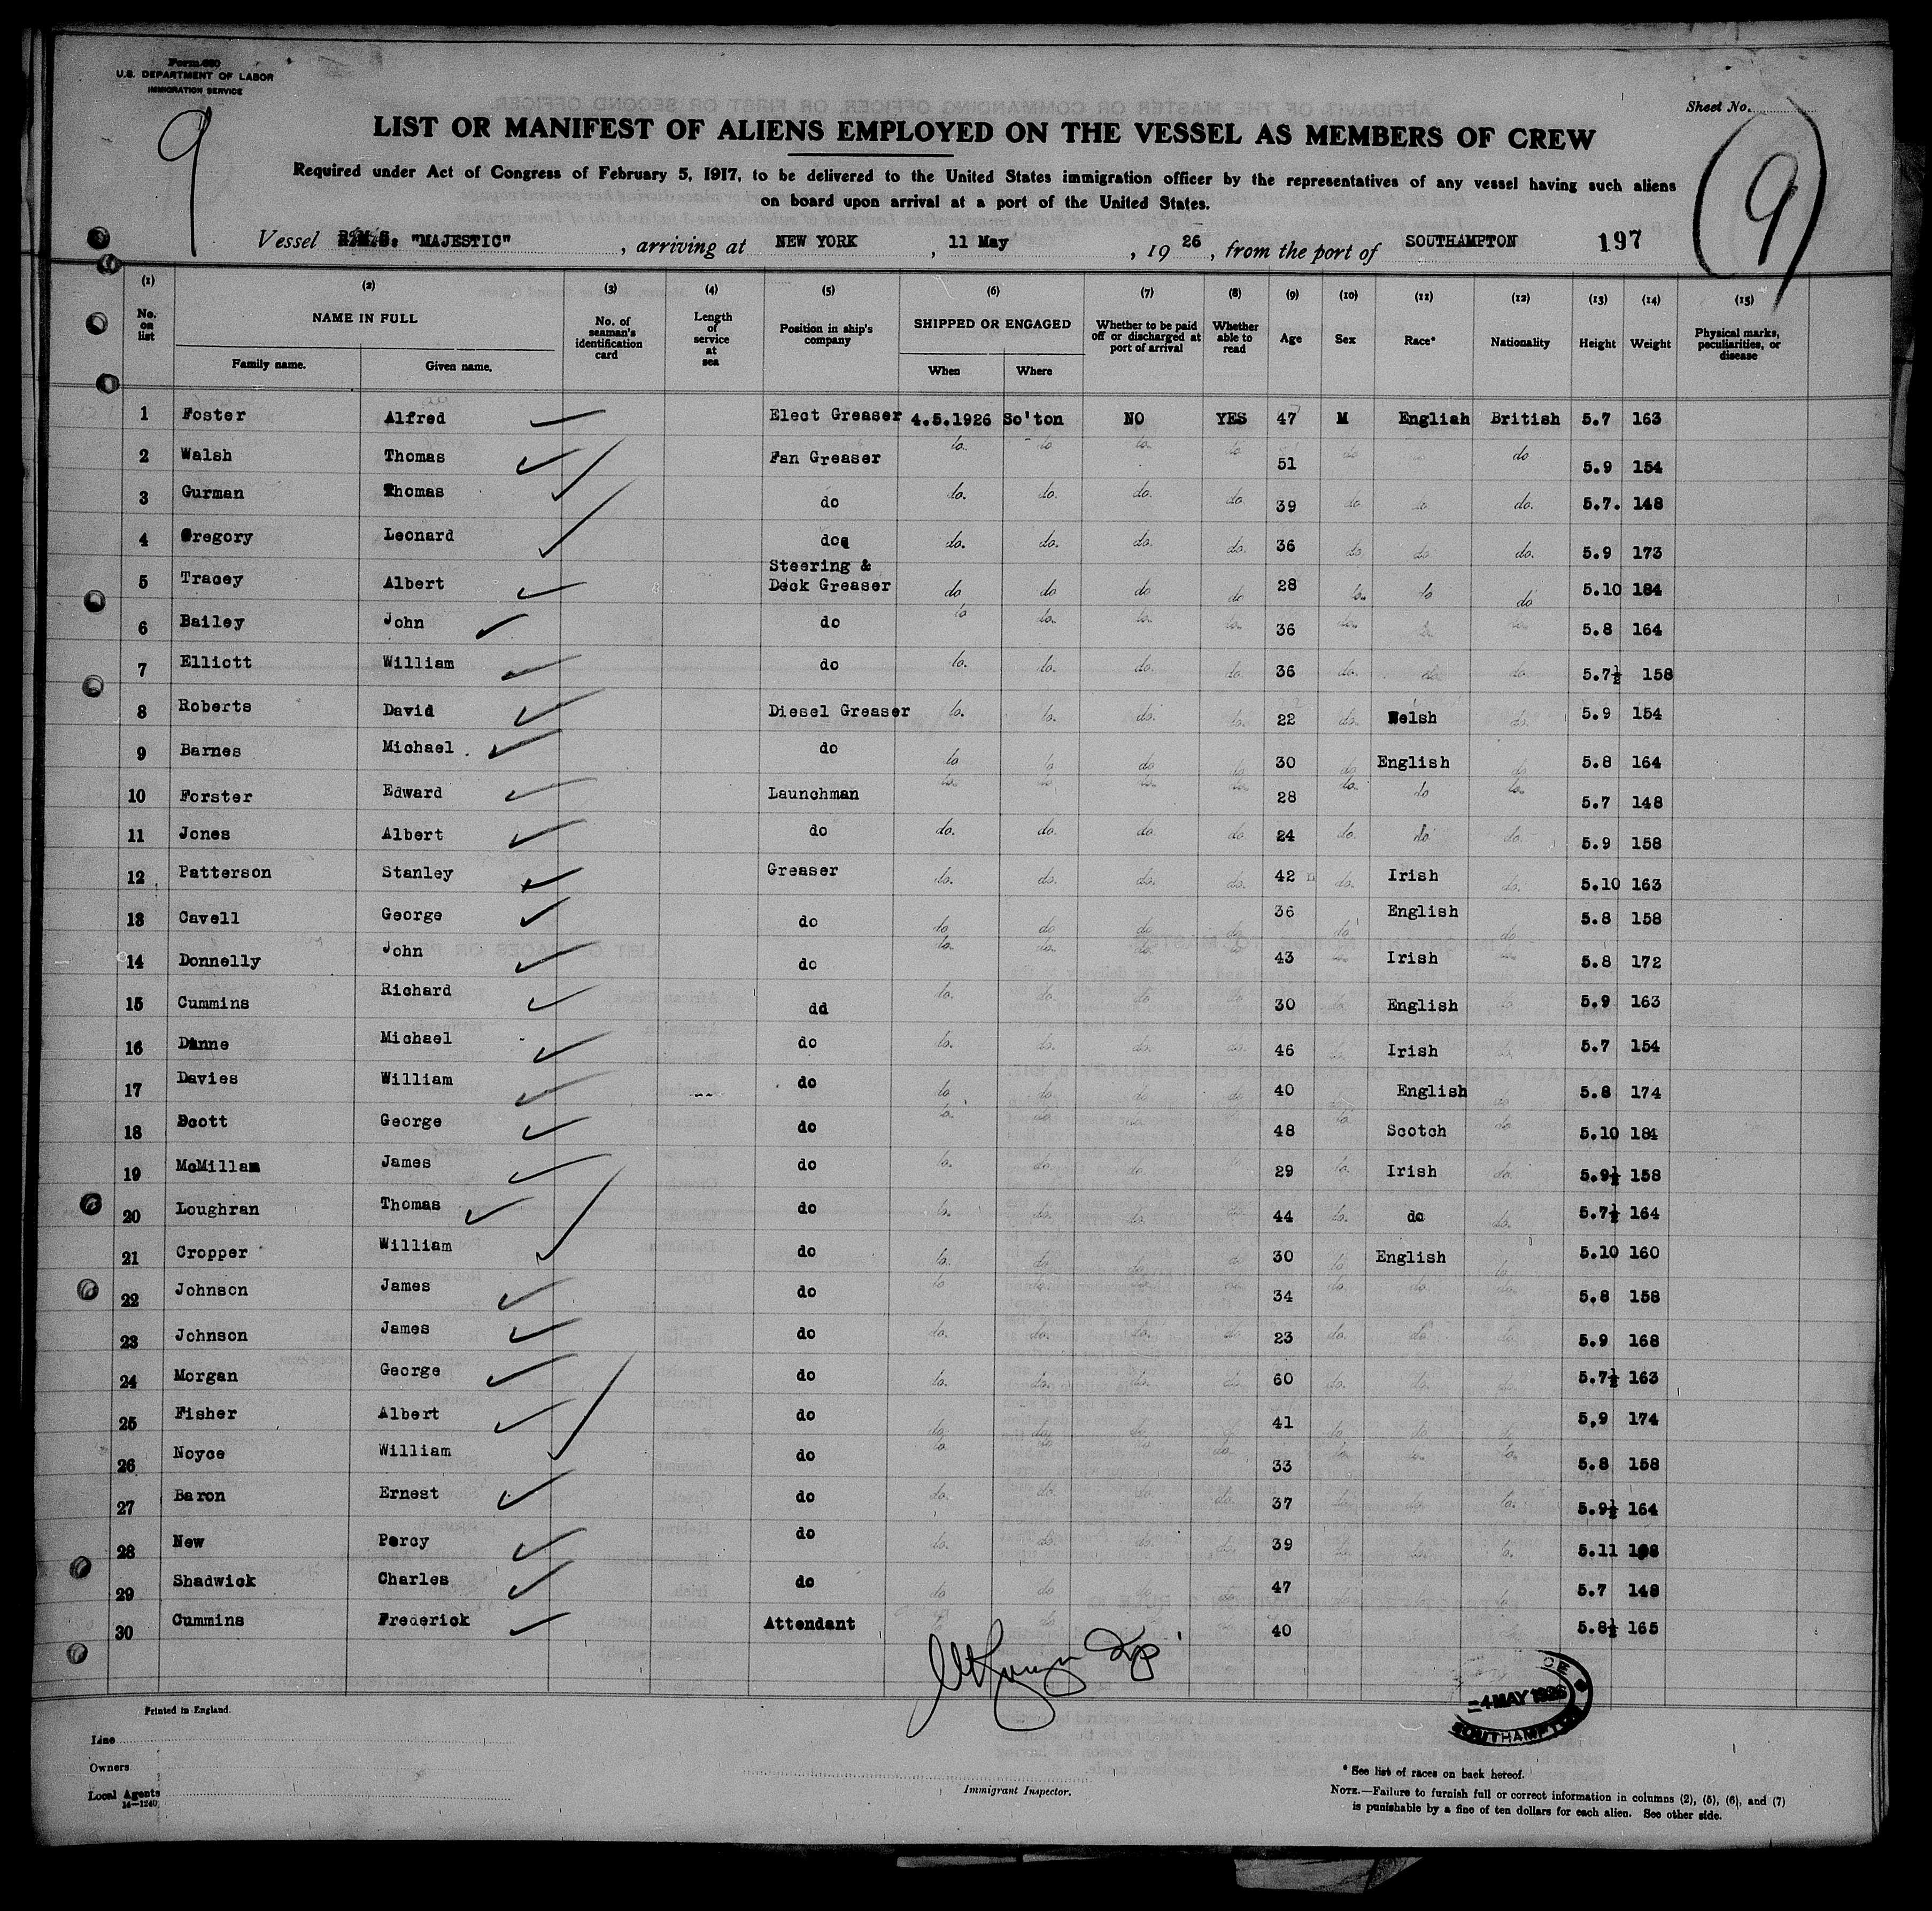 Form 680
U.S. DEPARTMENT OF LABOR
IMMIGRATION SERVICE
9
Sheet No.
(9)
LIST OR MANIFEST OF ALIENS EMPLOYED ON THE VESSEL AS MEMBERS OF CREW
Required under Act of Congress of February 5, 1917, to be delivered to the United States immigration officer by the representatives of any vessel having such aliens
on board upon arrival at a port of the United States.
Vessel R.M.S. "MAJESTIC", arriving at NEW YORK, 11 May, 1926, from the port of SOUTHAMPTON 197
(1) (2) (3) (4) (5) (6) (7) (8) (9) (10) (11) (12) (13) (14) (15)
No. on list NAME IN FULL Family name. Given name. No. of seaman's identification card Length of service at sea Position in ship's company SHIPPED OR ENGAGED When Where Whether to be paid off or discharged at port of arrival Whether able to read Age Sex Race* Nationality Height Weight Physical marks, peculiarities, or disease
1 Foster Alfred Elect Greaser 4.5.1926 So'ton NO YES 47 M English British 5.7 163
2 Walsh Thomas Fan Greaser do do do do 51 do do 5.9 154
3 Gurman Thomas do do. do. do. do 39 do do do. 5.7. 148
4 Gregory Leonard do do. do. do. do. 36 do do do. 5.9 173
5 Tracey Albert Steering & Deck Greaser do do do do 28 do. do do 5.10 184
6 Bailey John do do do. do. do. 36 do. do. do. 5.8 164
7 Elliott William do do. do. do. do. 36 do. do. do. 5.7½ 158
8 Roberts David Diesel Greaser do. do. do. do. 22 do. Welsh do. 5.9 154
9 Barnes Michael do do do do do 30 do English do 5.8 164
10 Forster Edward Launchman do. do. do. do. 28 do. do do. 5.7 148
11 Jones Albert do do. do. do. do 24 do. do do. 5.9 158
12 Patterson Stanley Greaser do. do. do. do. 42 do. Irish do. 5.10 163
13 Cavell George do do do do do 36 do English do 5.8 158
14 Donnelly John do do. do. do. do. 43 do. Irish do. 5.8 172
15 Cummins Richard dd do. do. do. do 30 do. English do. 5.9 163
16 Dinne Michael do do. do. do. do. 46 do. Irish do. 5.7 154
17 Davies William do do do do do 40 do English do 5.8 174
18 Scott George do do do do do 48 do. Scotch do. 5.10 184
19 McMillan James do do. do. do. do. 29 do. Irish do. 5.9½ 158
20 Loughran Thomas do do. do. do. do. 44 do. do do. 5.7½ 164
21 Cropper William do do. do. do. do 30 do English do. 5.10 160
22 Johnson James do do do. do. do. 34 do. do. do. 5.8 158
23 Johnson James do do. do. do. do 23 do. do. do. 5.9 168
24 Morgan George do do. do. do. do. 60 do. do. do. 5.7½ 163
25 Fisher Albert do do do. do. do. 41 do. do. do. 5.9 174
26 Noyce William do do do do. do. 33 do. do. do. 5.8 158
27 Baron Ernest do do. do. do. do. 37 do. do. do. 5.9½ 164
28 New Percy do do. do. do. do. 39 do. do. do. 5.11
29 Shadwick Charles do do do do do 47 do do do 5.7 148
30 Cummins Frederick Attendant do do do do 40 do. do. do. 5.8½ 165
4 MAY 1926
SOUTHAMPTON
Printed in England.
Line
Owners
Local Agents
14—1240
Immigrant Inspector.
* See list of races on back hereof.
NOTE.—Failure to furnish full or correct information in columns (2), (5), (6), and (7)
is punishable by a fine of ten dollars for each alien. See other side.